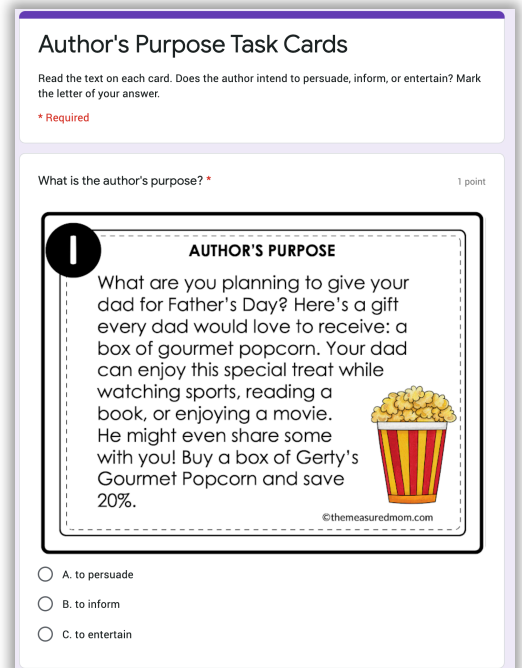 Author's Purpose Task Cards
Read the text on each card. Does the author intend to persuade, inform, or entertain? Mark
the letter of your answer.
* Required
What is the author's purpose? *
1 point
1
AUTHOR'S PURPOSE
What are you planning to give your
dad for Father's Day? Here's a gift
every dad would love to receive: a
box of gourmet popcorn. Your dad
can enjoy this special treat while
watching sports, reading a
book, or enjoying a movie.
He might even share some
with you! Buy a box of Gerty's
Gourmet Popcorn and save
20%.
©themeasuredmom.com
A. to persuade
B. to inform
C. to entertain